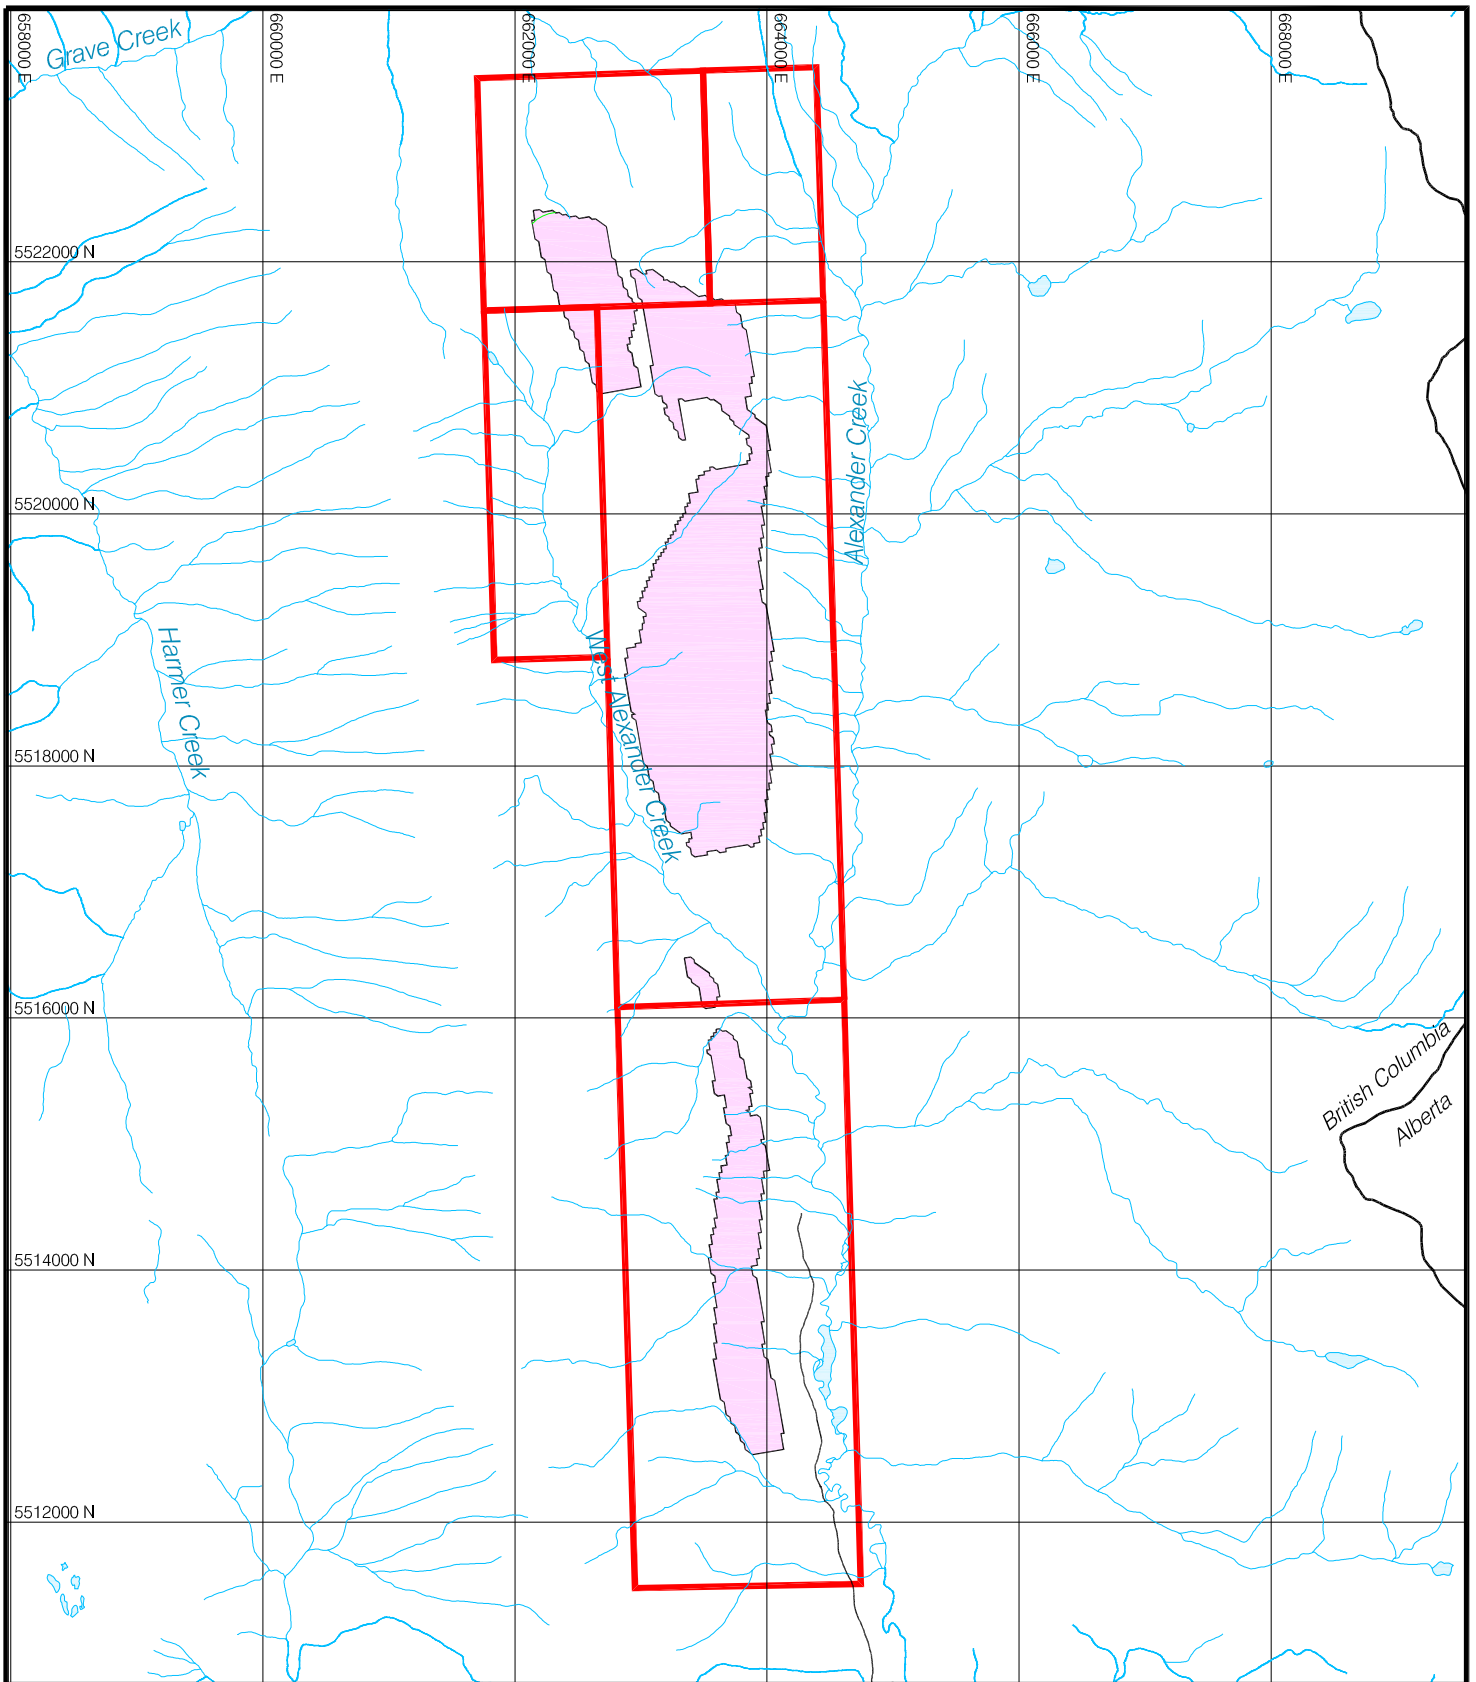 658000 E
660000 E
662000 E
664000 E
666000 E
668000 E
Grave Creek
5522000 N
Alexander Creek
5520000 N
Harmer Creek
West Alexander Creek
5518000 N
5516000 N
British Columbia
Alberta
5514000 N
5512000 N